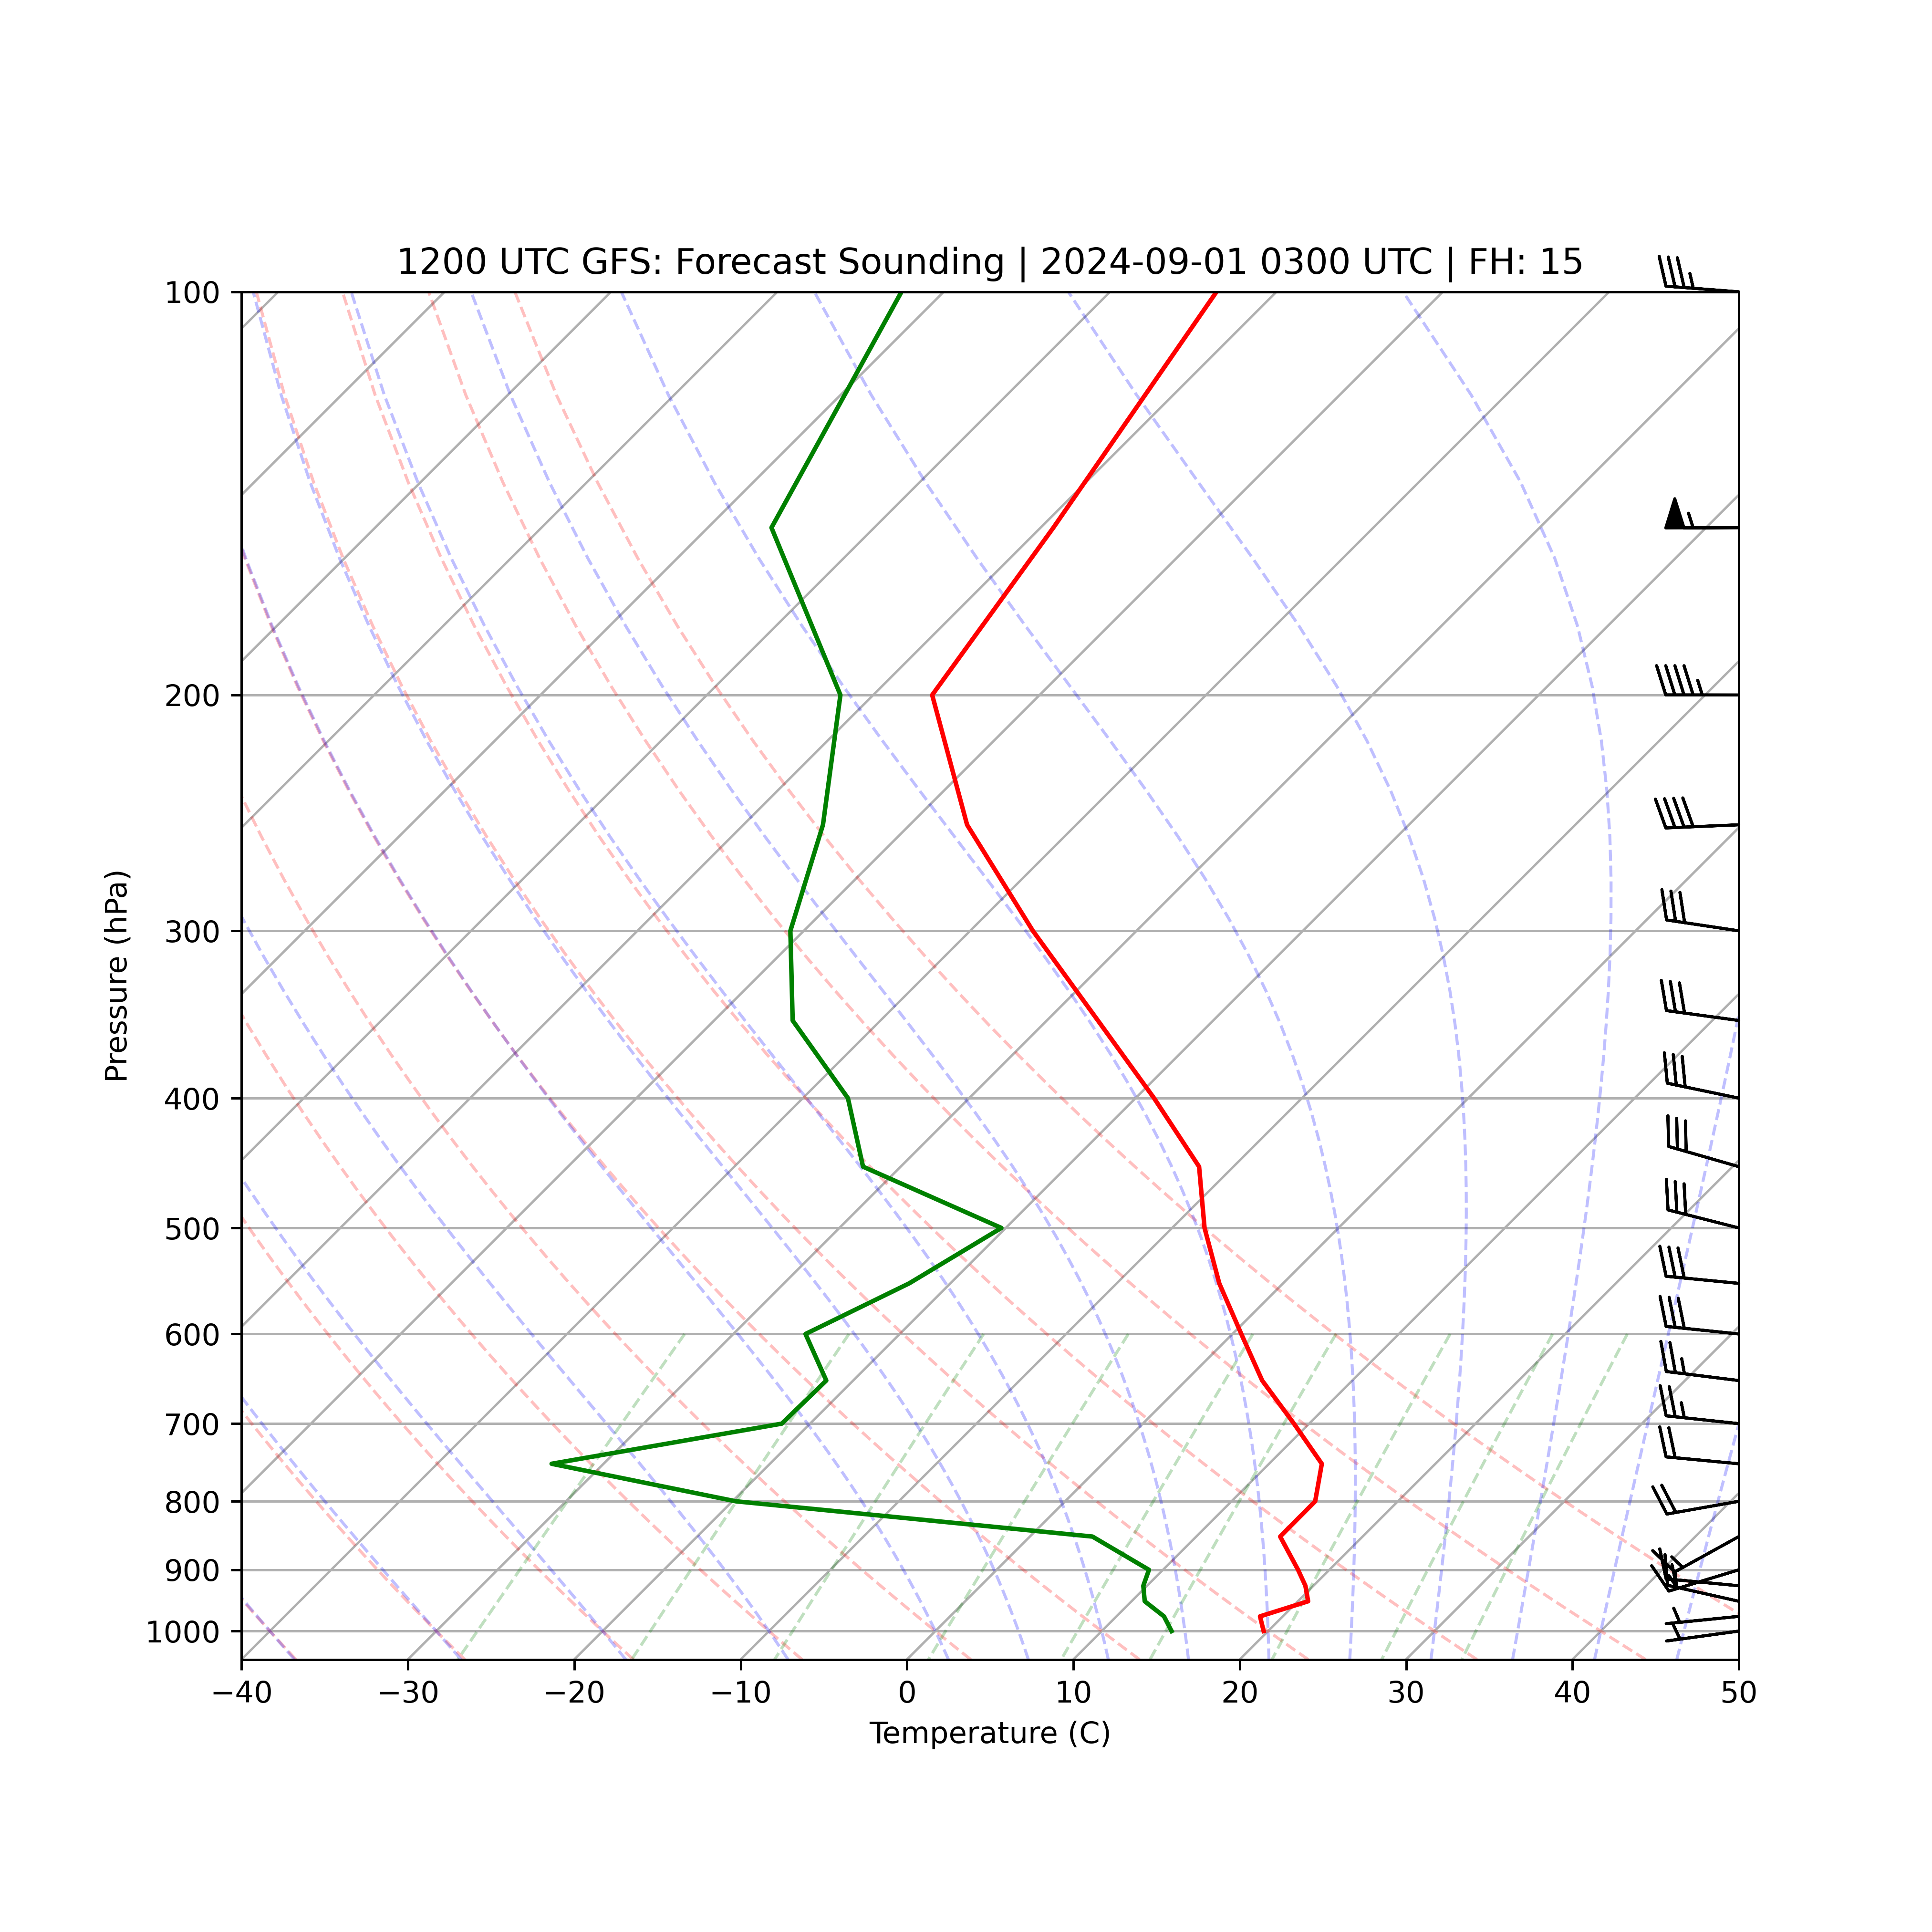 1200 UTC GFS: Forecast Sounding | 2024-09-01 0300 UTC | FH: 15
100
200
300
400
500
600
700
800
900
1000
Pressure (hPa)
−40 −30 −20 −10 0 10 20 30 40 50
Temperature (C)